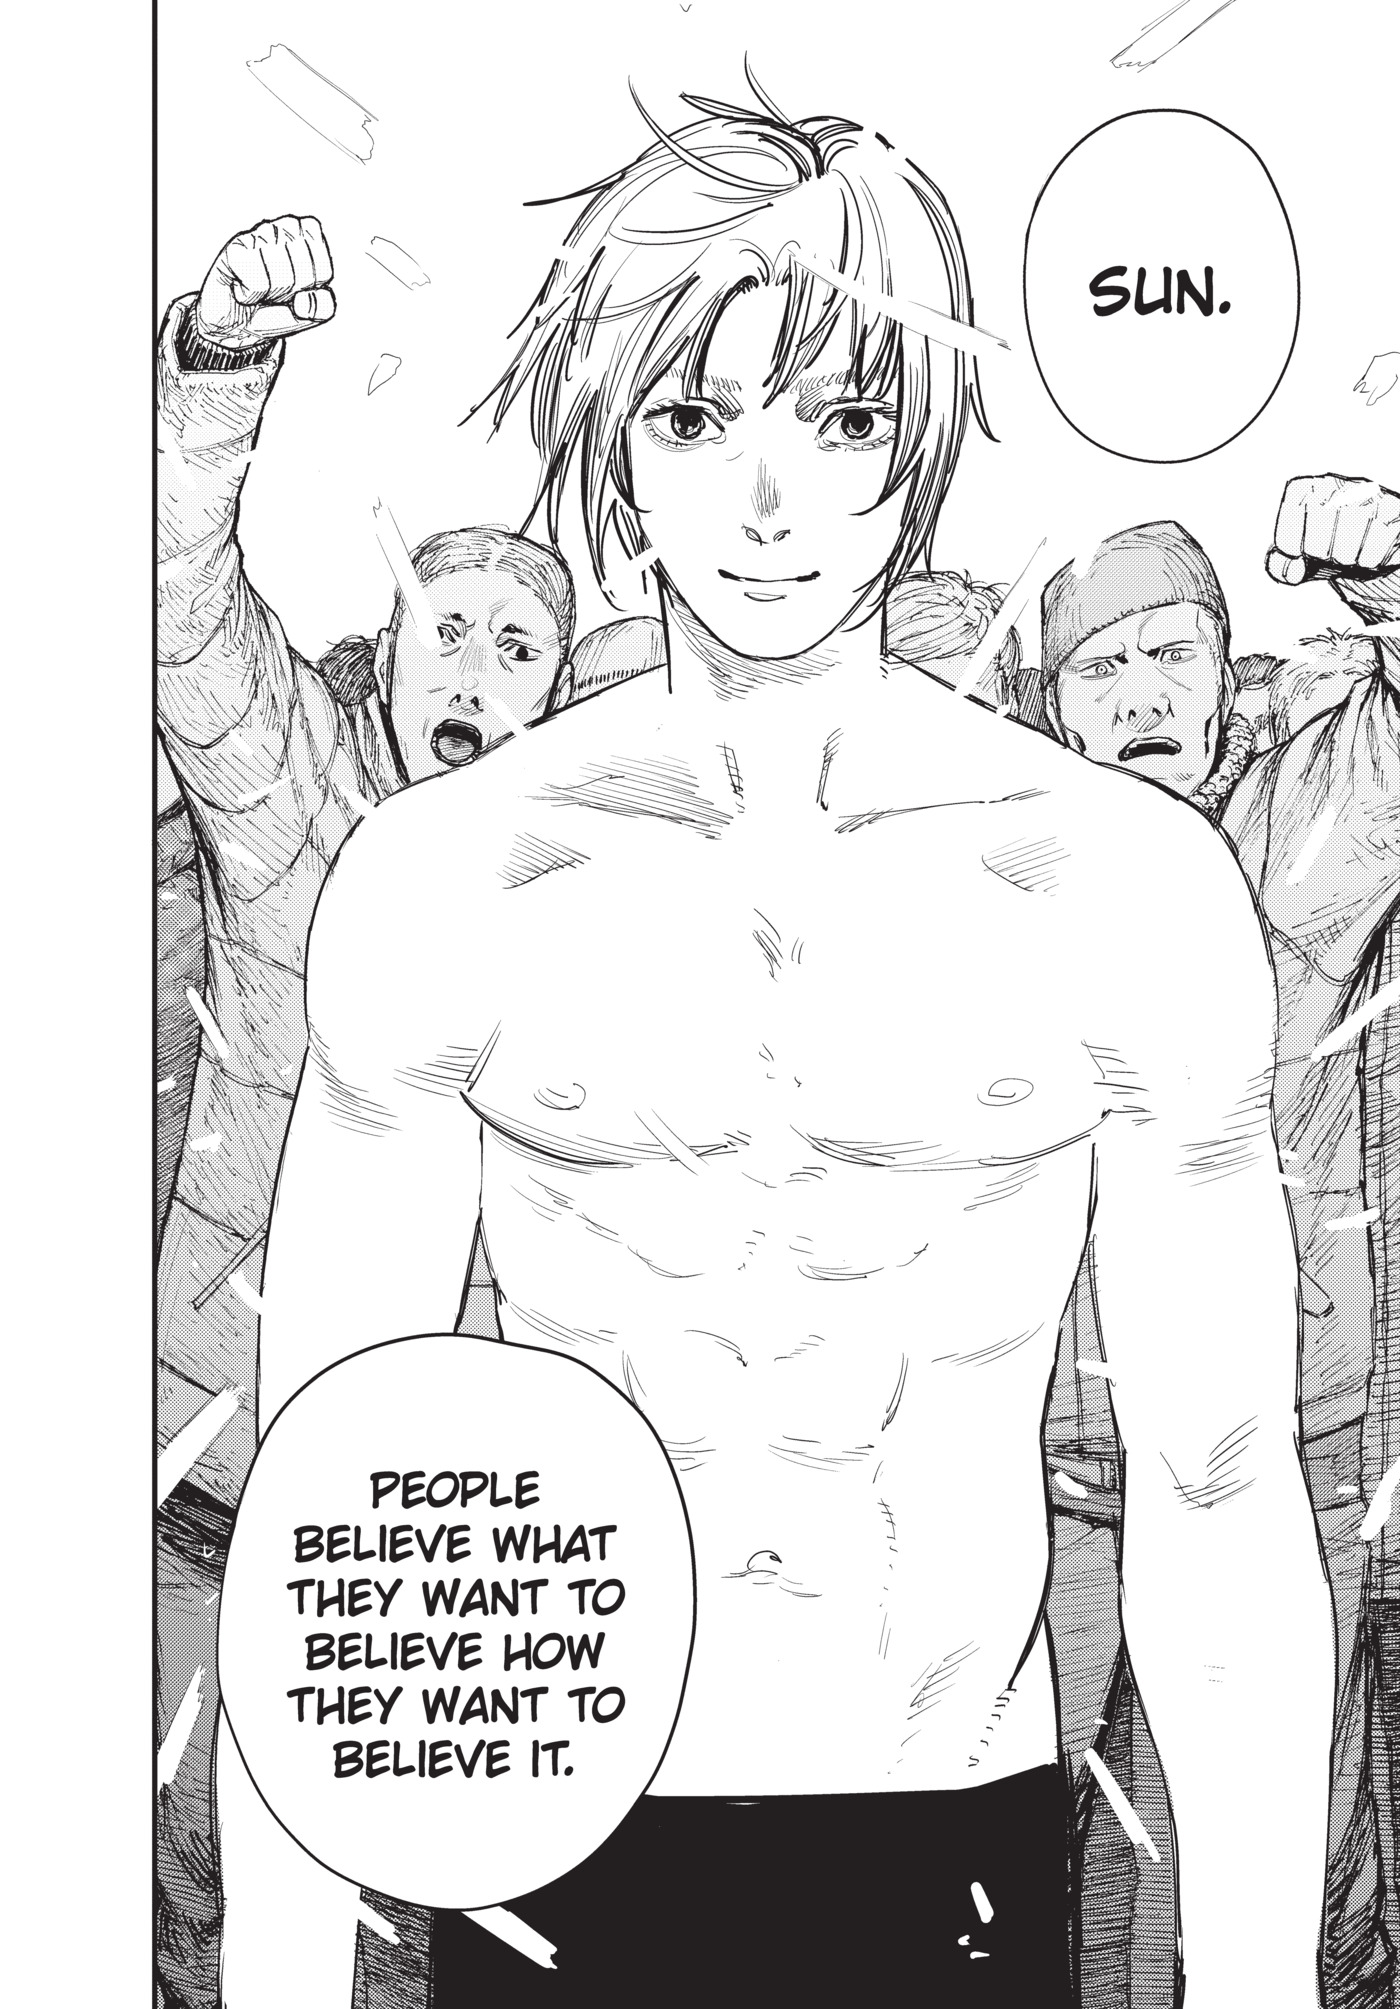 SUN.
PEOPLE
BELIEVE WHAT
THEY WANT TO
BELIEVE HOW
THEY WANT TO
BELIEVE IT.